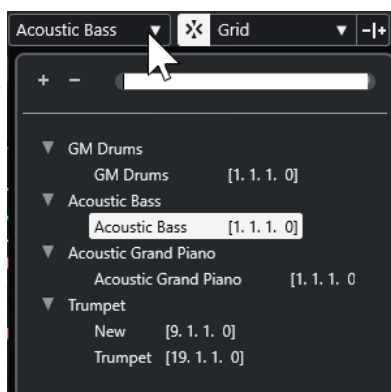 Acoustic Bass Grid
+ -
GM Drums
GM Drums [1. 1. 1. 0]
Acoustic Bass
Acoustic Bass [1. 1. 1. 0]
Acoustic Grand Piano
Acoustic Grand Piano [1. 1. 1. 0
Trumpet
New [9. 1. 1. 0]
Trumpet [19. 1. 1. 0]